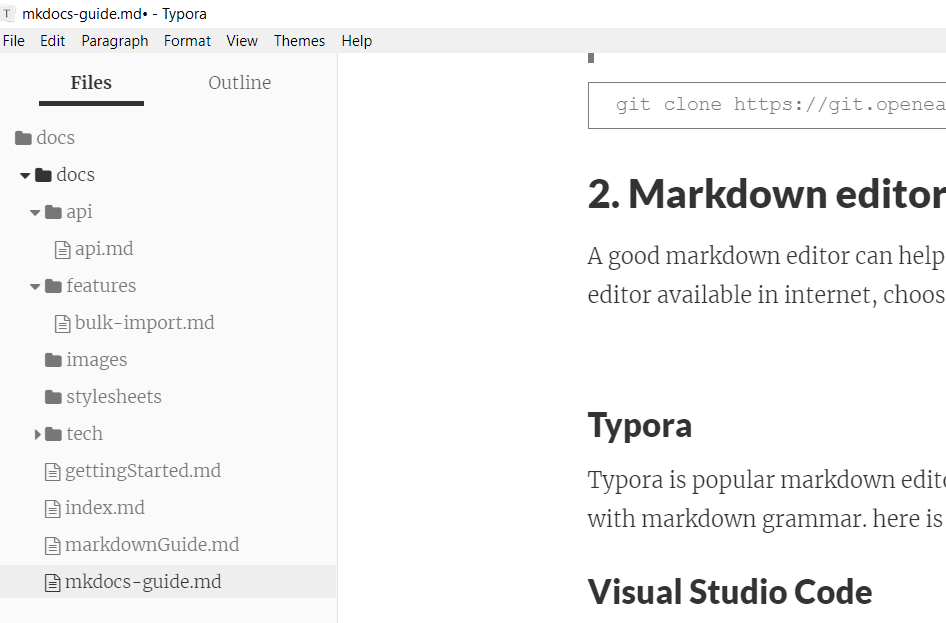 T mkdocs-guide.md• - Typora
File Edit Paragraph Format View Themes Help
Files Outline
docs
docs
api
api.md
features
bulk-import.md
images
stylesheets
tech
gettingStarted.md
index.md
markdownGuide.md
mkdocs-guide.md
git clone https://git.openea
2. Markdown editor
A good markdown editor can help
editor available in internet, choos
Typora
Typora is popular markdown edito
with markdown grammar. here is
Visual Studio Code